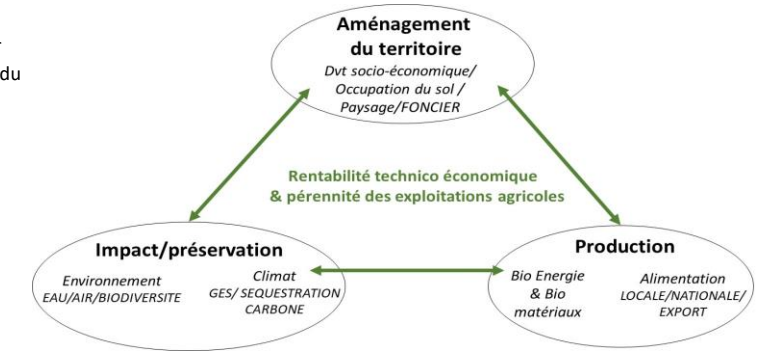 du
Aménagement
du territoire
Dvt socio-économique/
Occupation du sol /
Paysage/FONCIER
Rentabilité technico économique
& pérennité des exploitations agricoles
Impact/préservation
Environnement
EAU/AIR/BIODIVERSITE
Climat
GES/ SEQUESTRATION
CARBONE
Production
Bio Energie
& Bio
matériaux
Alimentation
LOCALE/NATIONALE/
EXPORT